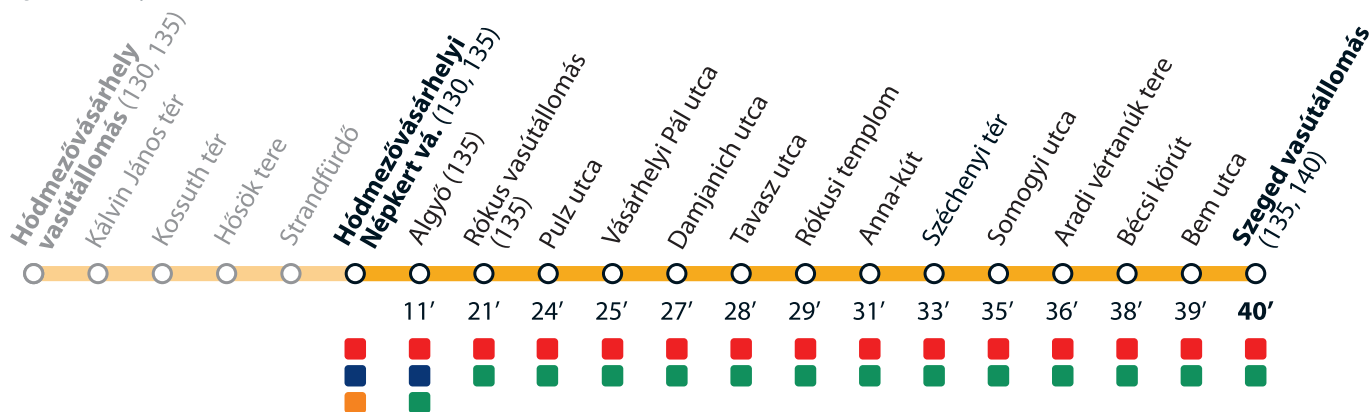 Hódmezővásárhely
vasútállomás (130, 135)
Kálvin János tér
Kossuth tér
Hősök tere
Strandfürdő
Hódmezővásárhelyi
Népkert vá. (130, 135)
Algyő (135)
Rókus vasútállomás
(135)
Pulz utca
Vásárhelyi Pál utca
Damjanich utca
Tavasz utca
Rókusi templom
Anna-kút
Széchenyi tér
Somogyi utca
Aradi vértanúk tere
Bécsi körút
Bem utca
Szeged vasútállomás
(135, 140)
11’ 21’ 24’ 25’ 27’ 28’ 29’ 31’ 33’ 35’ 36’ 38’ 39’ 40’